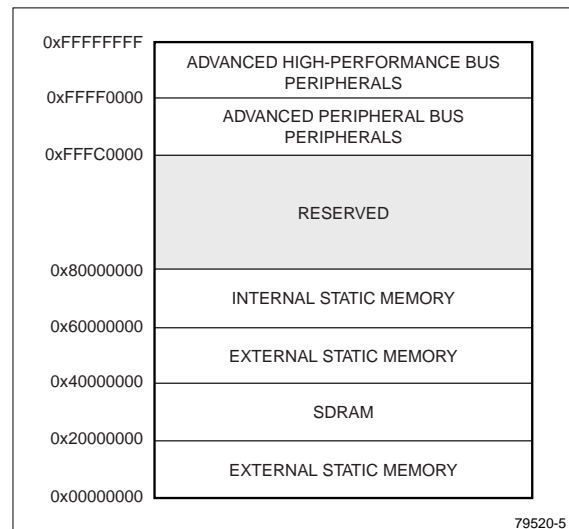 0xFFFFFFFF
ADVANCED HIGH-PERFORMANCE BUS
PERIPHERALS
0xFFFF0000
ADVANCED PERIPHERAL BUS
PERIPHERALS
0xFFFC0000
RESERVED
0x80000000
INTERNAL STATIC MEMORY
0x60000000
EXTERNAL STATIC MEMORY
0x40000000
SDRAM
0x20000000
EXTERNAL STATIC MEMORY
0x00000000
79520-5